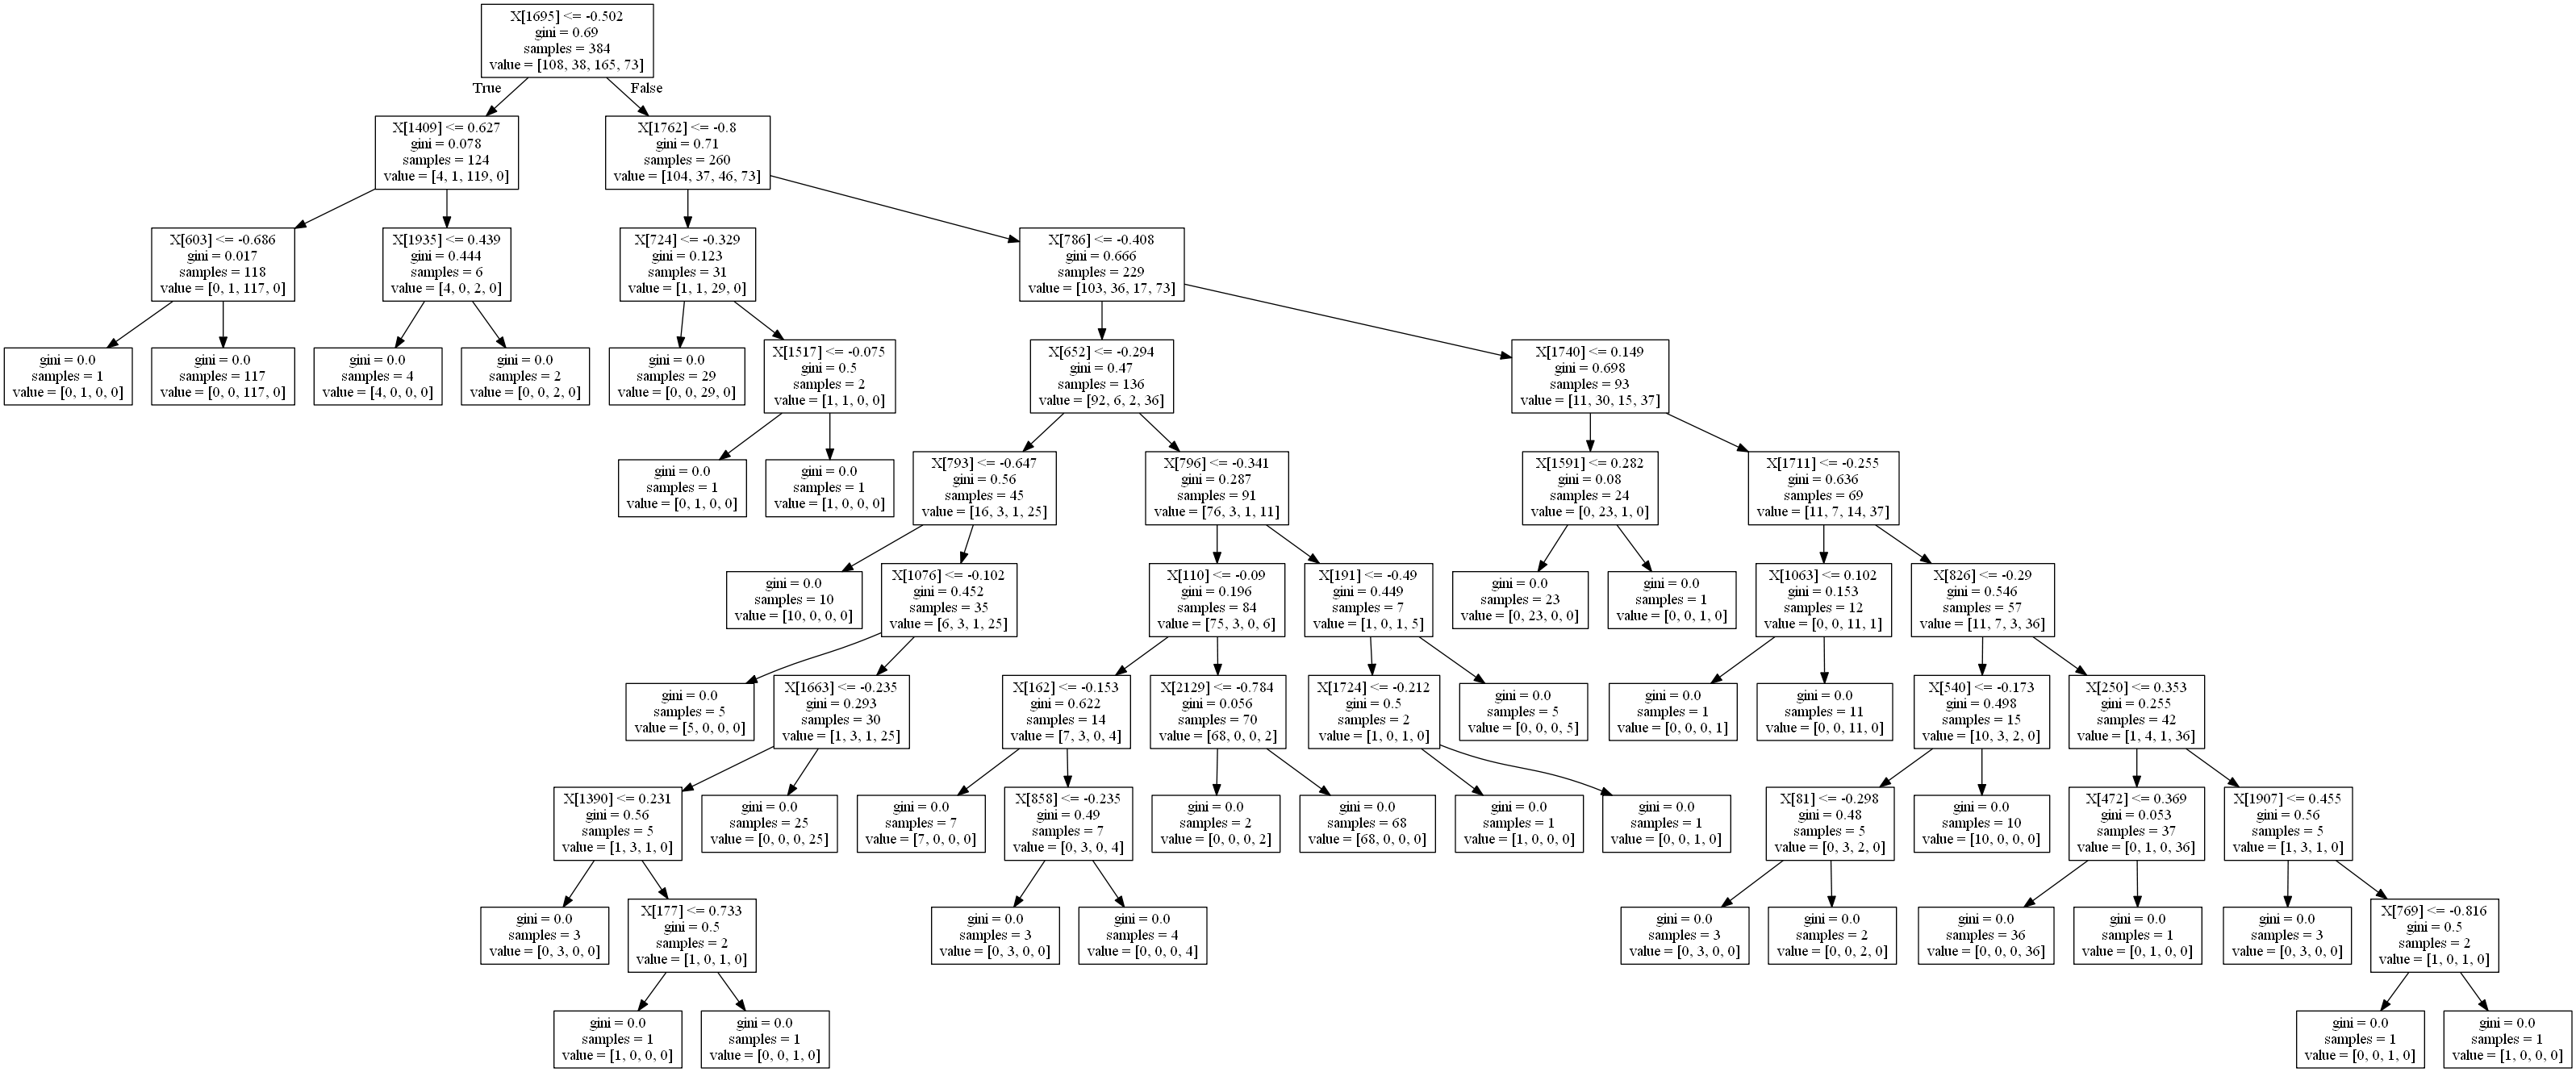 X[1695] <= -0.502
gini = 0.69
samples = 384
value = [108, 38, 165, 73]
True
False
X[1409] <= 0.627
gini = 0.078
samples = 124
value = [4, 1, 119, 0]
X[1762] <= -0.8
gini = 0.71
samples = 260
value = [104, 37, 46, 73]
X[603] <= -0.686
gini = 0.017
samples = 118
value = [0, 1, 117, 0]
X[1935] <= 0.439
gini = 0.444
samples = 6
value = [4, 0, 2, 0]
X[724] <= -0.329
gini = 0.123
samples = 31
value = [1, 1, 29, 0]
X[786] <= -0.408
gini = 0.666
samples = 229
value = [103, 36, 17, 73]
gini = 0.0
samples = 1
value = [0, 1, 0, 0]
gini = 0.0
samples = 117
value = [0, 0, 117, 0]
gini = 0.0
samples = 4
value = [4, 0, 0, 0]
gini = 0.0
samples = 2
value = [0, 0, 2, 0]
gini = 0.0
samples = 29
value = [0, 0, 29, 0]
X[1517] <= -0.075
gini = 0.5
samples = 2
value = [1, 1, 0, 0]
X[652] <= -0.294
gini = 0.47
samples = 136
value = [92, 6, 2, 36]
X[1740] <= 0.149
gini = 0.698
samples = 93
value = [11, 30, 15, 37]
gini = 0.0
samples = 1
value = [0, 1, 0, 0]
gini = 0.0
samples = 1
value = [1, 0, 0, 0]
X[793] <= -0.647
gini = 0.56
samples = 45
value = [16, 3, 1, 25]
X[796] <= -0.341
gini = 0.287
samples = 91
value = [76, 3, 1, 11]
X[1591] <= 0.282
gini = 0.08
samples = 24
value = [0, 23, 1, 0]
X[1711] <= -0.255
gini = 0.636
samples = 69
value = [11, 7, 14, 37]
gini = 0.0
samples = 10
value = [10, 0, 0, 0]
X[1076] <= -0.102
gini = 0.452
samples = 35
value = [6, 3, 1, 25]
X[110] <= -0.09
gini = 0.196
samples = 84
value = [75, 3, 0, 6]
X[191] <= -0.49
gini = 0.449
samples = 7
value = [1, 0, 1, 5]
gini = 0.0
samples = 23
value = [0, 23, 0, 0]
gini = 0.0
samples = 1
value = [0, 0, 1, 0]
X[1063] <= 0.102
gini = 0.153
samples = 12
value = [0, 0, 11, 1]
X[826] <= -0.29
gini = 0.546
samples = 57
value = [11, 7, 3, 36]
gini = 0.0
samples = 5
value = [5, 0, 0, 0]
X[1663] <= -0.235
gini = 0.293
samples = 30
value = [1, 3, 1, 25]
X[162] <= -0.153
gini = 0.622
samples = 14
value = [7, 3, 0, 4]
X[2129] <= -0.784
gini = 0.056
samples = 70
value = [68, 0, 0, 2]
X[1724] <= -0.212
gini = 0.5
samples = 2
value = [1, 0, 1, 0]
gini = 0.0
samples = 5
value = [0, 0, 0, 5]
gini = 0.0
samples = 1
value = [0, 0, 0, 1]
gini = 0.0
samples = 11
value = [0, 0, 11, 0]
X[540] <= -0.173
gini = 0.498
samples = 15
value = [10, 3, 2, 0]
X[250] <= 0.353
gini = 0.255
samples = 42
value = [1, 4, 1, 36]
X[1390] <= 0.231
gini = 0.56
samples = 5
value = [1, 3, 1, 0]
gini = 0.0
samples = 25
value = [0, 0, 0, 25]
gini = 0.0
samples = 7
value = [7, 0, 0, 0]
X[858] <= -0.235
gini = 0.49
samples = 7
value = [0, 3, 0, 4]
gini = 0.0
samples = 2
value = [0, 0, 0, 2]
gini = 0.0
samples = 68
value = [68, 0, 0, 0]
gini = 0.0
samples = 1
value = [1, 0, 0, 0]
gini = 0.0
samples = 1
value = [0, 0, 1, 0]
X[81] <= -0.298
gini = 0.48
samples = 5
value = [0, 3, 2, 0]
gini = 0.0
samples = 10
value = [10, 0, 0, 0]
X[472] <= 0.369
gini = 0.053
samples = 37
value = [0, 1, 0, 36]
X[1907] <= 0.455
gini = 0.56
samples = 5
value = [1, 3, 1, 0]
gini = 0.0
samples = 3
value = [0, 3, 0, 0]
X[177] <= 0.733
gini = 0.5
samples = 2
value = [1, 0, 1, 0]
gini = 0.0
samples = 3
value = [0, 3, 0, 0]
gini = 0.0
samples = 4
value = [0, 0, 0, 4]
gini = 0.0
samples = 3
value = [0, 3, 0, 0]
gini = 0.0
samples = 2
value = [0, 0, 2, 0]
gini = 0.0
samples = 36
value = [0, 0, 0, 36]
gini = 0.0
samples = 1
value = [0, 1, 0, 0]
gini = 0.0
samples = 3
value = [0, 3, 0, 0]
X[769] <= -0.816
gini = 0.5
samples = 2
value = [1, 0, 1, 0]
gini = 0.0
samples = 1
value = [1, 0, 0, 0]
gini = 0.0
samples = 1
value = [0, 0, 1, 0]
gini = 0.0
samples = 1
value = [0, 0, 1, 0]
gini = 0.0
samples = 1
value = [1, 0, 0, 0]